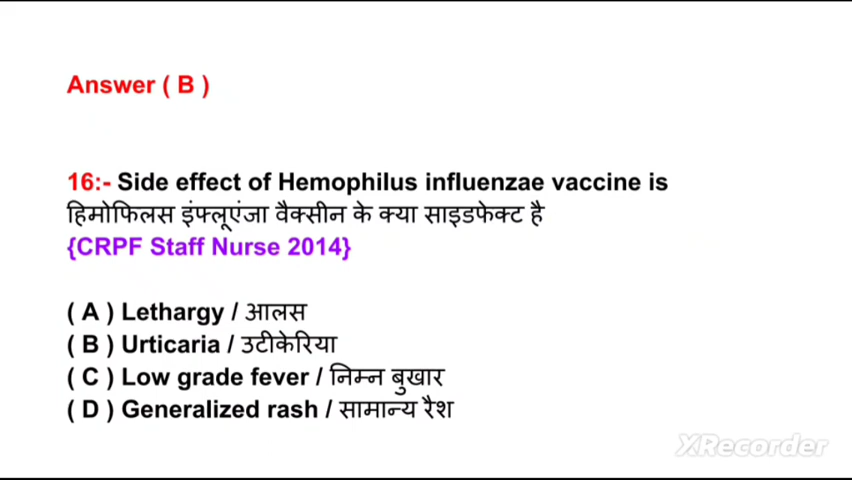 Answer ( B )
16:- Side effect of Hemophilus influenzae vaccine is
हिमोफिलस इंफ्लूएंजा वैक्सीन के क्या साइडफेक्ट है
{CRPF Staff Nurse 2014}
( A ) Lethargy / आलस
( B ) Urticaria / उटीकेरिया
( C ) Low grade fever / निम्न बुखार
( D ) Generalized rash / सामान्य रैश
XRecorder